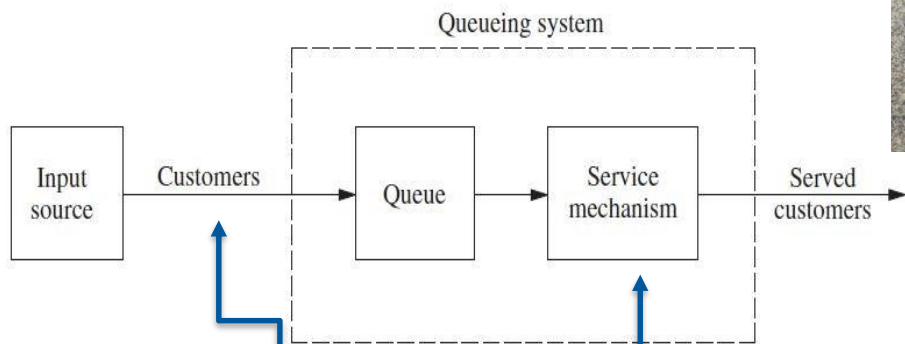 Queueing system
Input
source
Customers
Queue
Service
mechanism
Served
customers